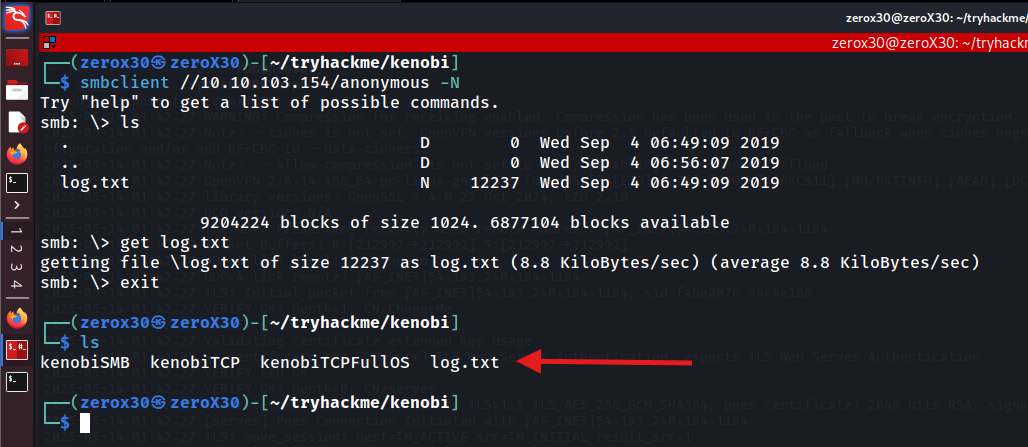 zerox30@zeroX30: ~/tryhackme/
zerox30@zeroX30: ~/
┌──(zerox30㉿zeroX30)-[~/tryhackme/kenobi]
└─$ smbclient //10.10.103.154/anonymous -N
Try "help" to get a list of possible commands.
smb: \> ls
. D 0 Wed Sep 4 06:49:09 2019
.. D 0 Wed Sep 4 06:56:07 2019
log.txt N 12237 Wed Sep 4 06:49:09 2019
9204224 blocks of size 1024. 6877104 blocks available
smb: \> get log.txt
getting file \log.txt of size 12237 as log.txt (8.8 KiloBytes/sec) (average 8.8 KiloBytes/sec)
smb: \> exit
┌──(zerox30㉿zeroX30)-[~/tryhackme/kenobi]
└─$ ls
kenobiSMB kenobiTCP kenobiTCPFullOS log.txt
┌──(zerox30㉿zeroX30)-[~/tryhackme/kenobi]
└─$
1
2
3
4